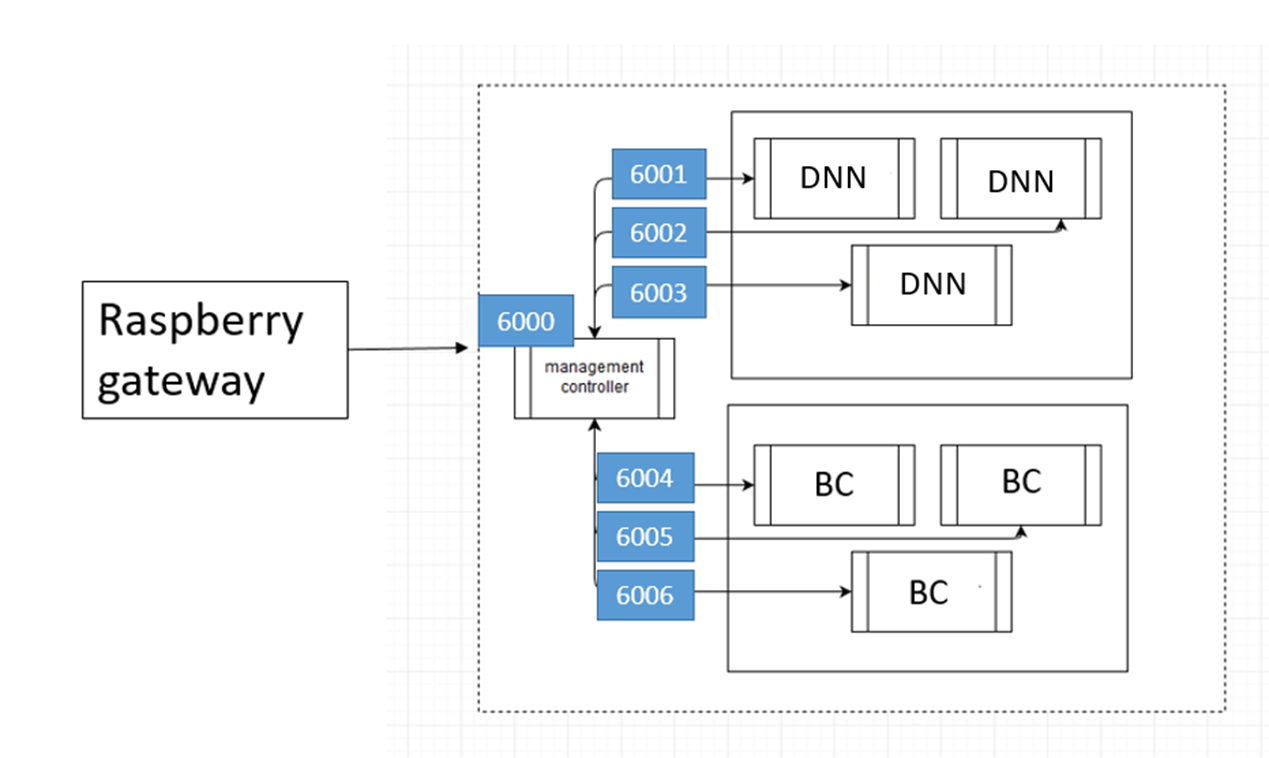 6001
DNN
DNN
6002
6003
DNN
Raspberry
gateway
6000
management
controller
6004
BC
BC
6005
6006
BC